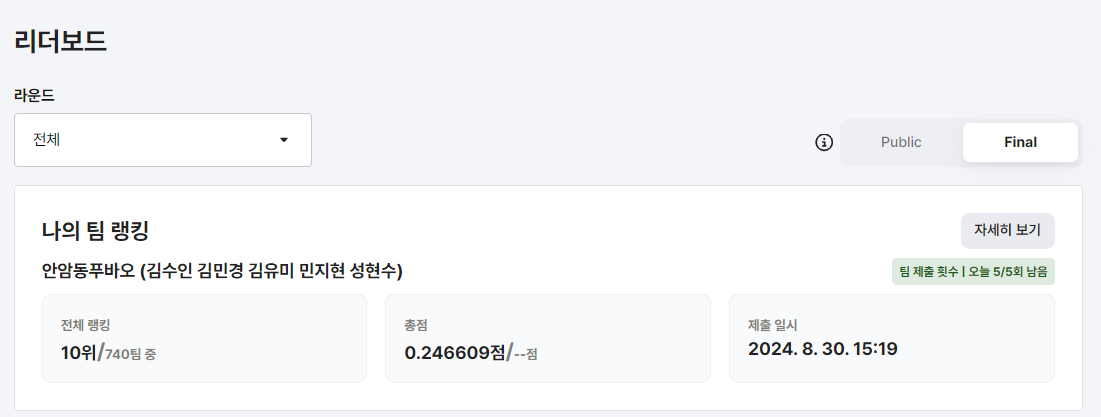 리더보드
라운드
전체
Public Final
나의 팀 랭킹
자세히 보기
안암동푸바오 (김수인 김민경 김유미 민지현 성현수)
팀 제출 횟수 | 오늘 5/5회 남음
전체 랭킹
10위/740팀 중
총점
0.246609점/--점
제출 일시
2024. 8. 30. 15:19